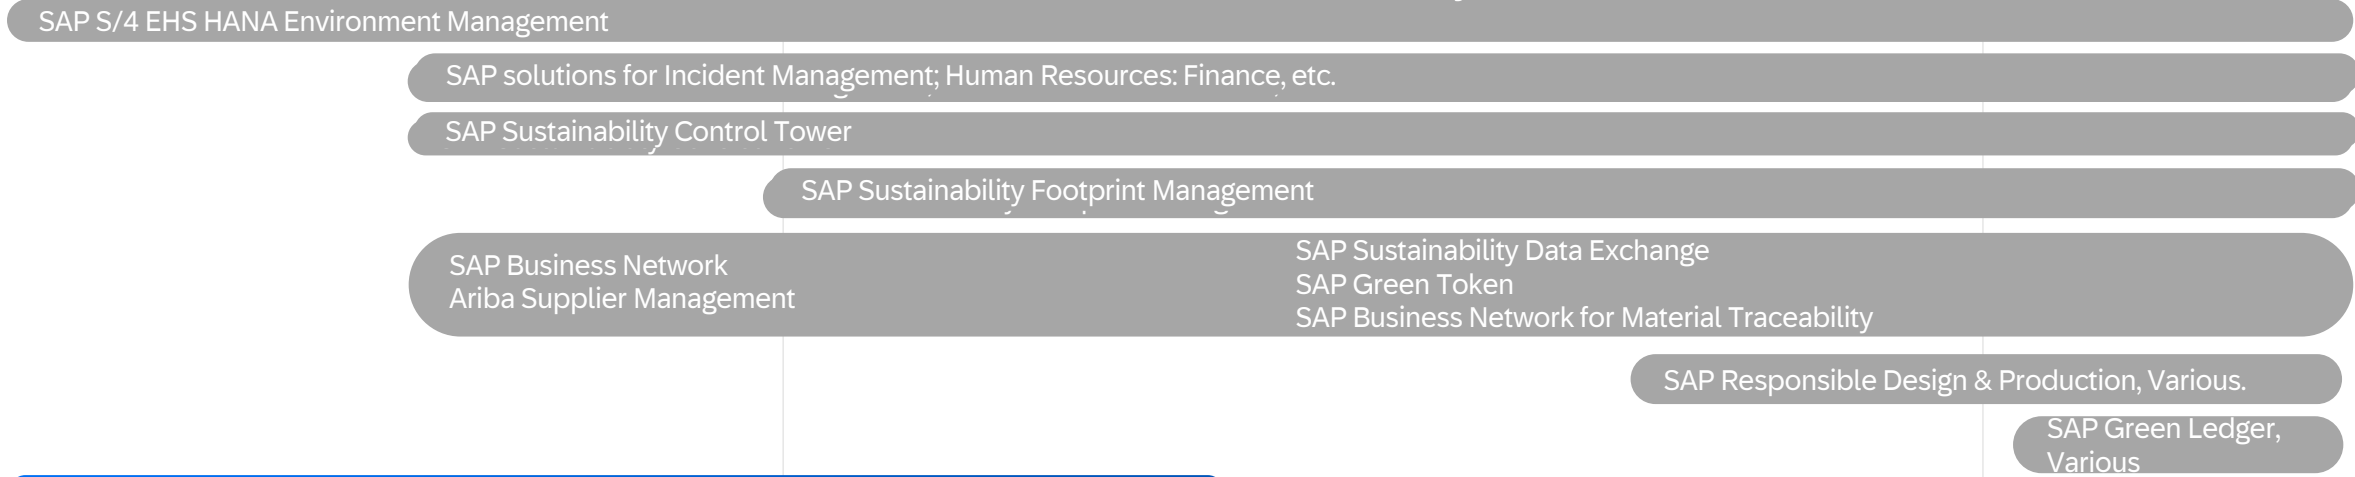 SAP S/4 EHS HANA Environment Management
SAP solutions for Incident Management; Human Resources: Finance, etc.
SAP Sustainability Control Tower
SAP Sustainability Footprint Management
SAP Business Network
Ariba Supplier Management
SAP Sustainability Data Exchange
SAP Green Token
SAP Business Network for Material Traceability
SAP Responsible Design & Production, Various.
SAP Green Ledger,
Various